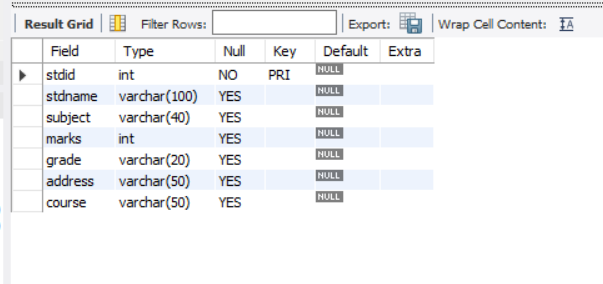 Result Grid Filter Rows: Export: Wrap Cell Content: IA
Field Type Null Key Default Extra
stdid int NO PRI NULL
stdname varchar(100) YES NULL
subject varchar(40) YES NULL
marks int YES NULL
grade varchar(20) YES NULL
address varchar(50) YES NULL
course varchar(50) YES NULL